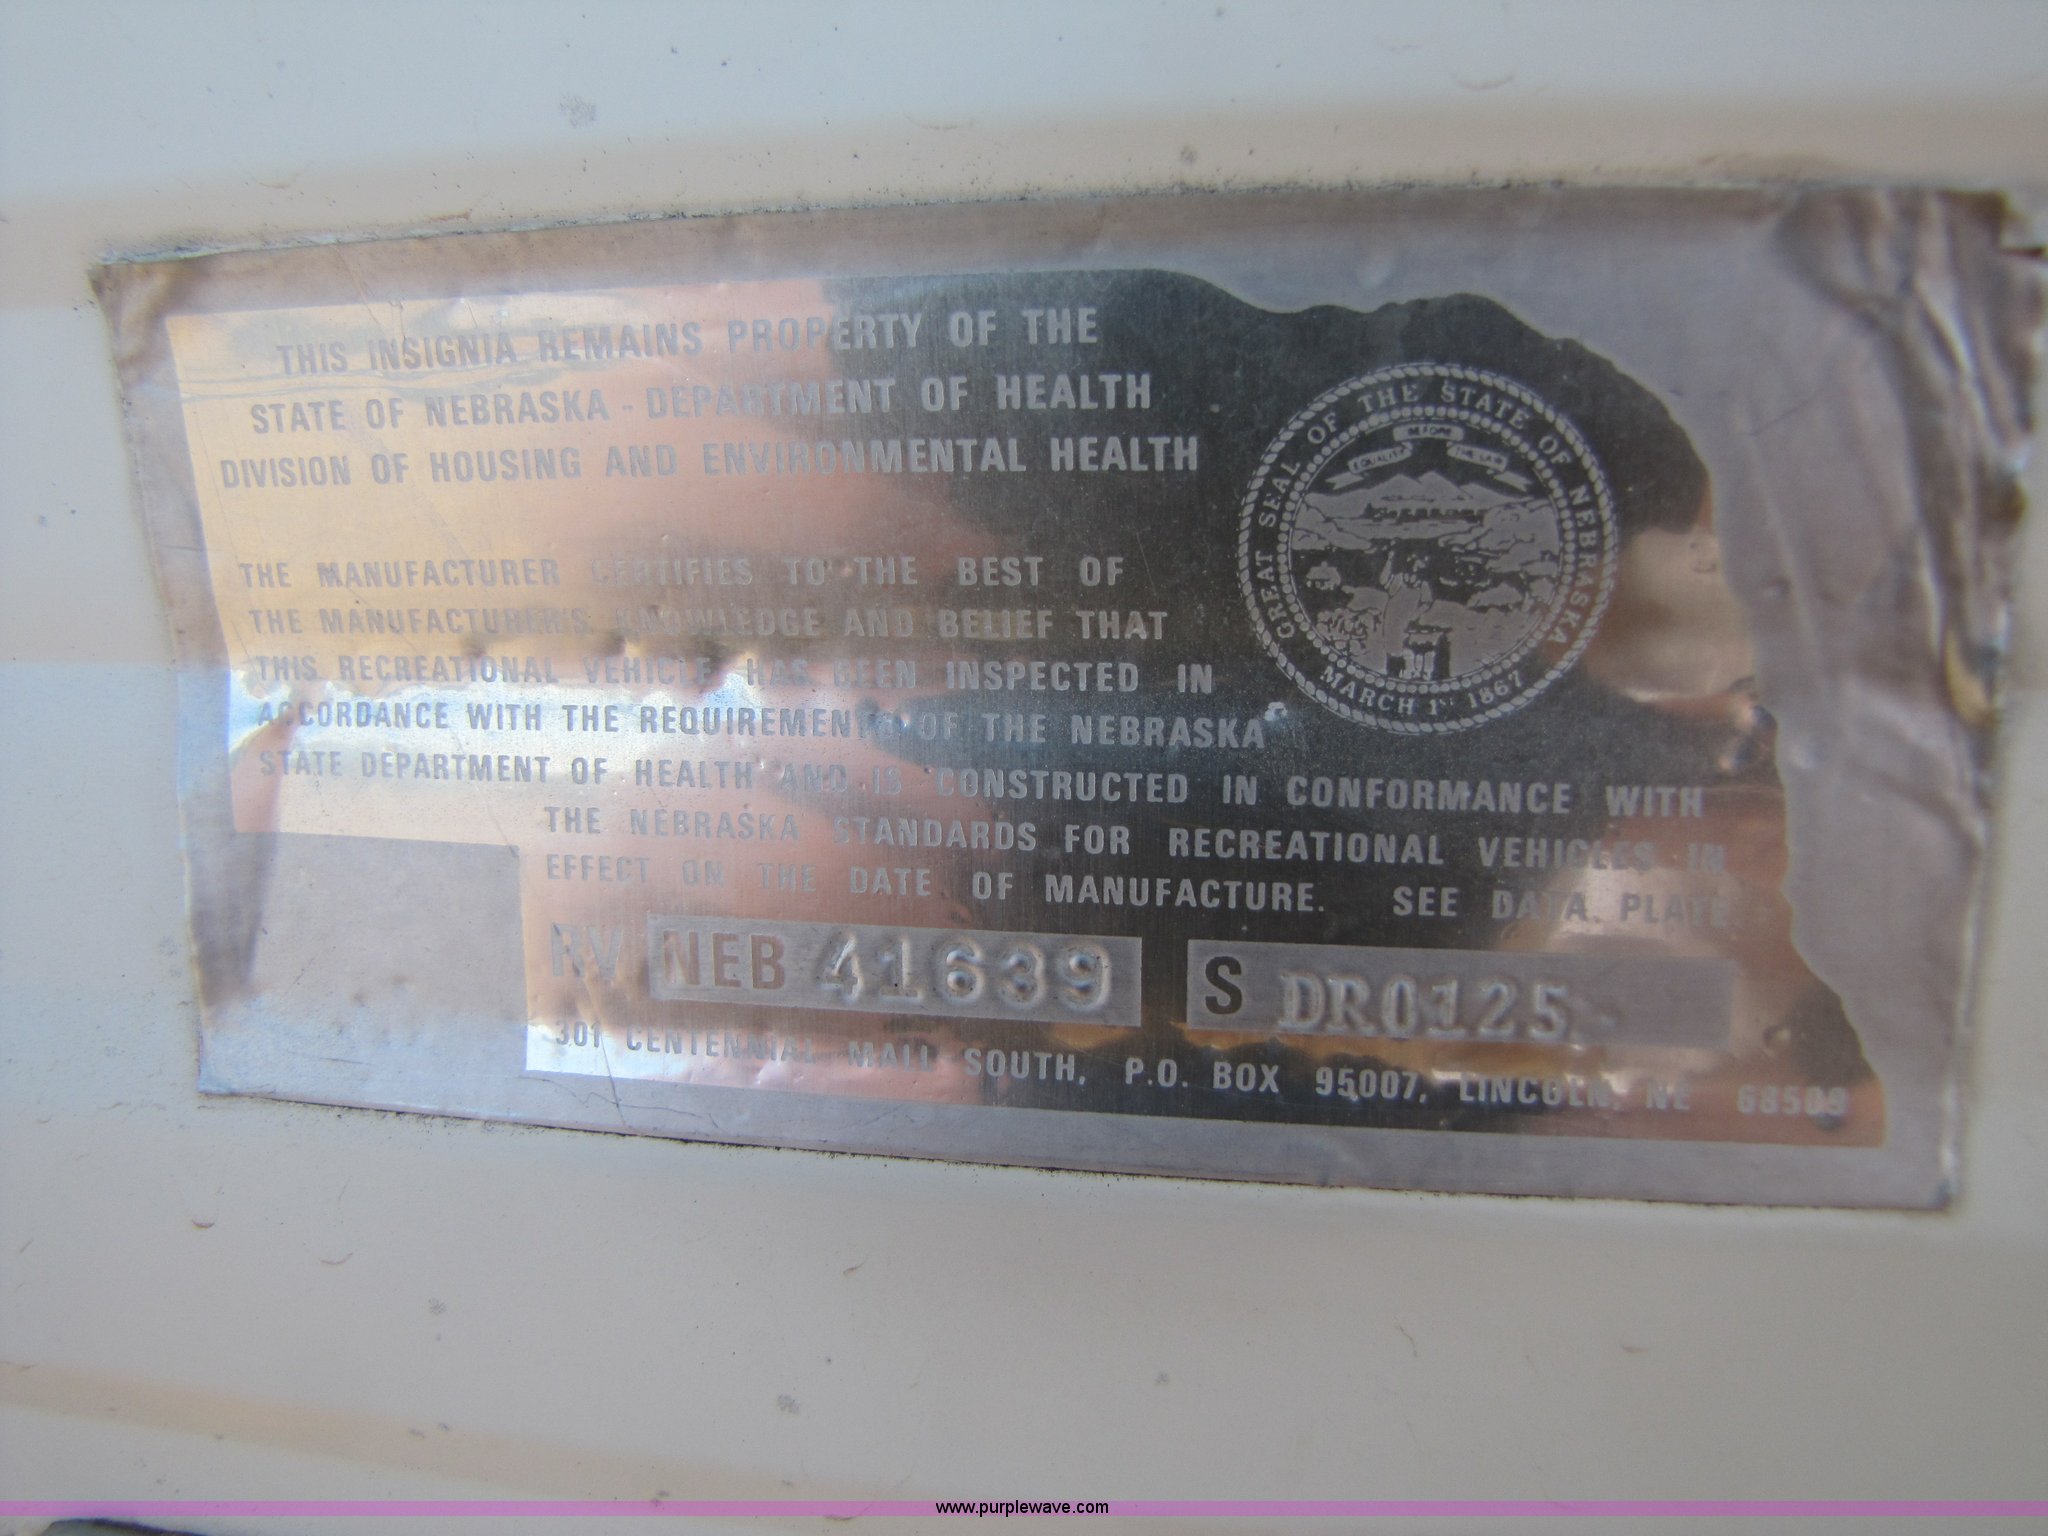 THIS INSIGNIA REMAINS PROPERTY OF THE
STATE OF NEBRASKA - DEPARTMENT OF HEALTH
DIVISION OF HOUSING AND ENVIRONMENTAL HEALTH
GREAT SEAL OF THE STATE OF NEBRASKA
EQUALITY BEFORE THE LAW
MARCH 1ST 1867
THE MANUFACTURER CERTIFIES TO THE BEST OF
THE MANUFACTURER'S KNOWLEDGE AND BELIEF THAT
THIS RECREATIONAL VEHICLE HAS BEEN INSPECTED IN
ACCORDANCE WITH THE REQUIREMENTS OF THE NEBRASKA
STATE DEPARTMENT OF HEALTH AND IS CONSTRUCTED IN CONFORMANCE WITH
THE NEBRASKA STANDARDS FOR RECREATIONAL VEHICLES IN
EFFECT ON THE DATE OF MANUFACTURE. SEE DATA PLATE
RV NEB 41639 S DR0125
301 CENTENNIAL MALL SOUTH, P.O. BOX 95007, LINCOLN, NE 68509
www.purplewave.com